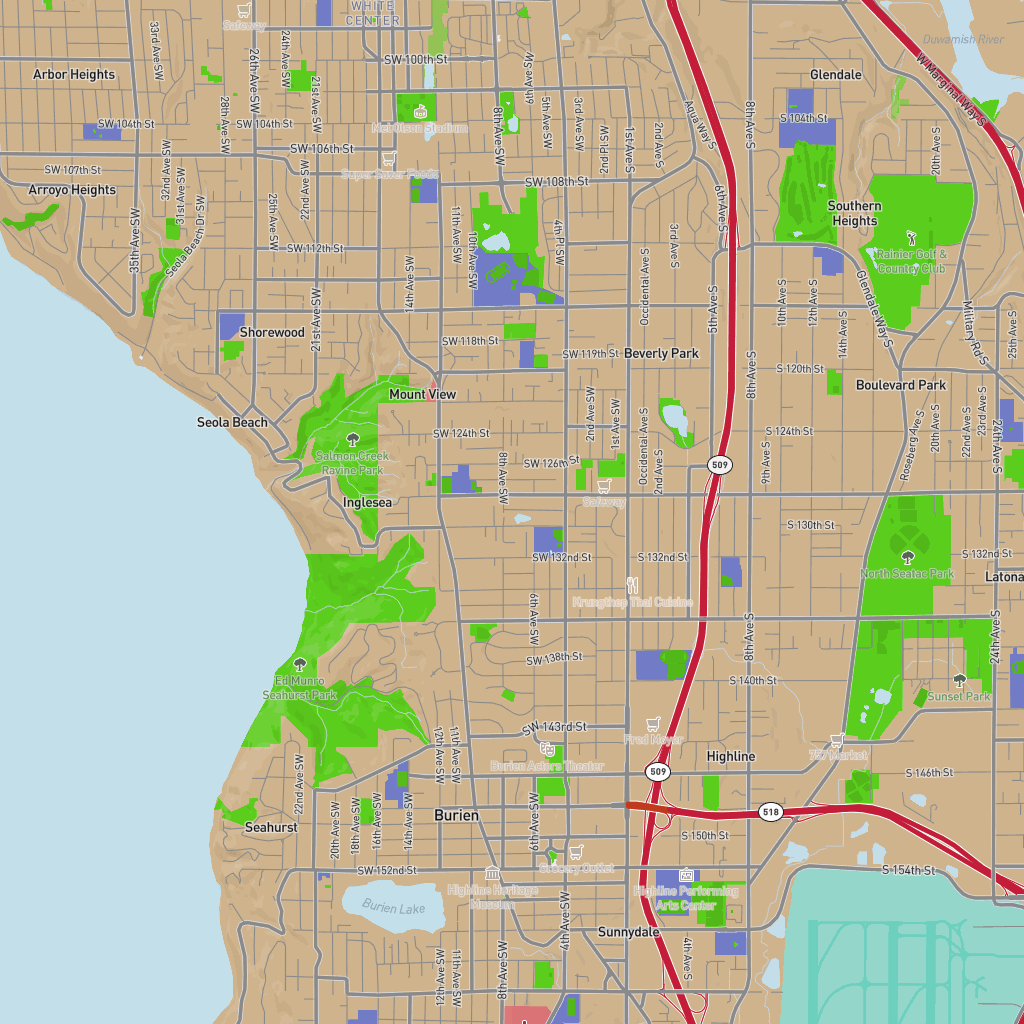 WHITE
CENTER
Safeway
Duwamish River
SW 100th St
W Marginal Way S
Arbor Heights
Glendale
33rd Ave SW
24th Ave SW
26th Ave SW
21st Ave SW
28th Ave SW
8th Ave SW
5th Ave SW
3rd Ave SW
2nd Ave SW
1st Ave S
2nd Ave S
Aqua Way S
8th Ave S
S 104th St
SW 104th St
SW 104th St
Mel Olson Stadium
20th Ave S
SW 106th St
Super Saver Foods
SW 107th St
SW 108th St
Arroyo Heights
32nd Ave SW
31st Ave SW
22nd Ave SW
25th Ave SW
35th Ave SW
Seola Beach Dr SW
11th Ave SW
10th Ave SW
4th Pl SW
6th Ave S
3rd Ave S
Southern
Heights
SW 112th St
14th Ave SW
Occidental Ave S
Rainier Golf &
Country Club
5th Ave S
10th Ave S
12th Ave S
14th Ave S
Glendale Way S
Military Rd S
25th Ave S
21st Ave SW
Shorewood
SW 118th St
SW 119th St
Beverly Park
8th Ave S
S 120th St
Boulevard Park
Mount View
Seola Beach
SW 124th St
2nd Ave SW
1st Ave SW
Occidental Ave S
S 124th St
Roseberg Ave S
20th Ave S
22nd Ave S
23rd Ave S
24th Ave S
Salmon Creek
Ravine Park
8th Ave SW
SW 126th St
2nd Ave S
9th Ave S
509
Safeway
Inglesea
S 130th St
SW 132nd St
S 132nd St
S 132nd St
North Seatac Park
Latona
Krungthep Thai Cuisine
6th Ave SW
8th Ave S
24th Ave S
SW 138th St
S 140th St
Ed Munro
Seahurst Park
Sunset Park
SW 143rd St
Fred Meyer
12th Ave SW
11th Ave SW
757 Market
Highline
Burien Actors Theater
509
S 146th St
22nd Ave SW
20th Ave SW
18th Ave SW
16th Ave SW
14th Ave SW
Seahurst
Burien
6th Ave SW
518
S 150th St
Grocery Outlet
SW 152nd St
S 154th St
Highline Heritage
Museum
Highline Performing
Arts Center
Burien Lake
4th Ave SW
Sunnydale
12th Ave SW
11th Ave SW
8th Ave SW
4th Ave S